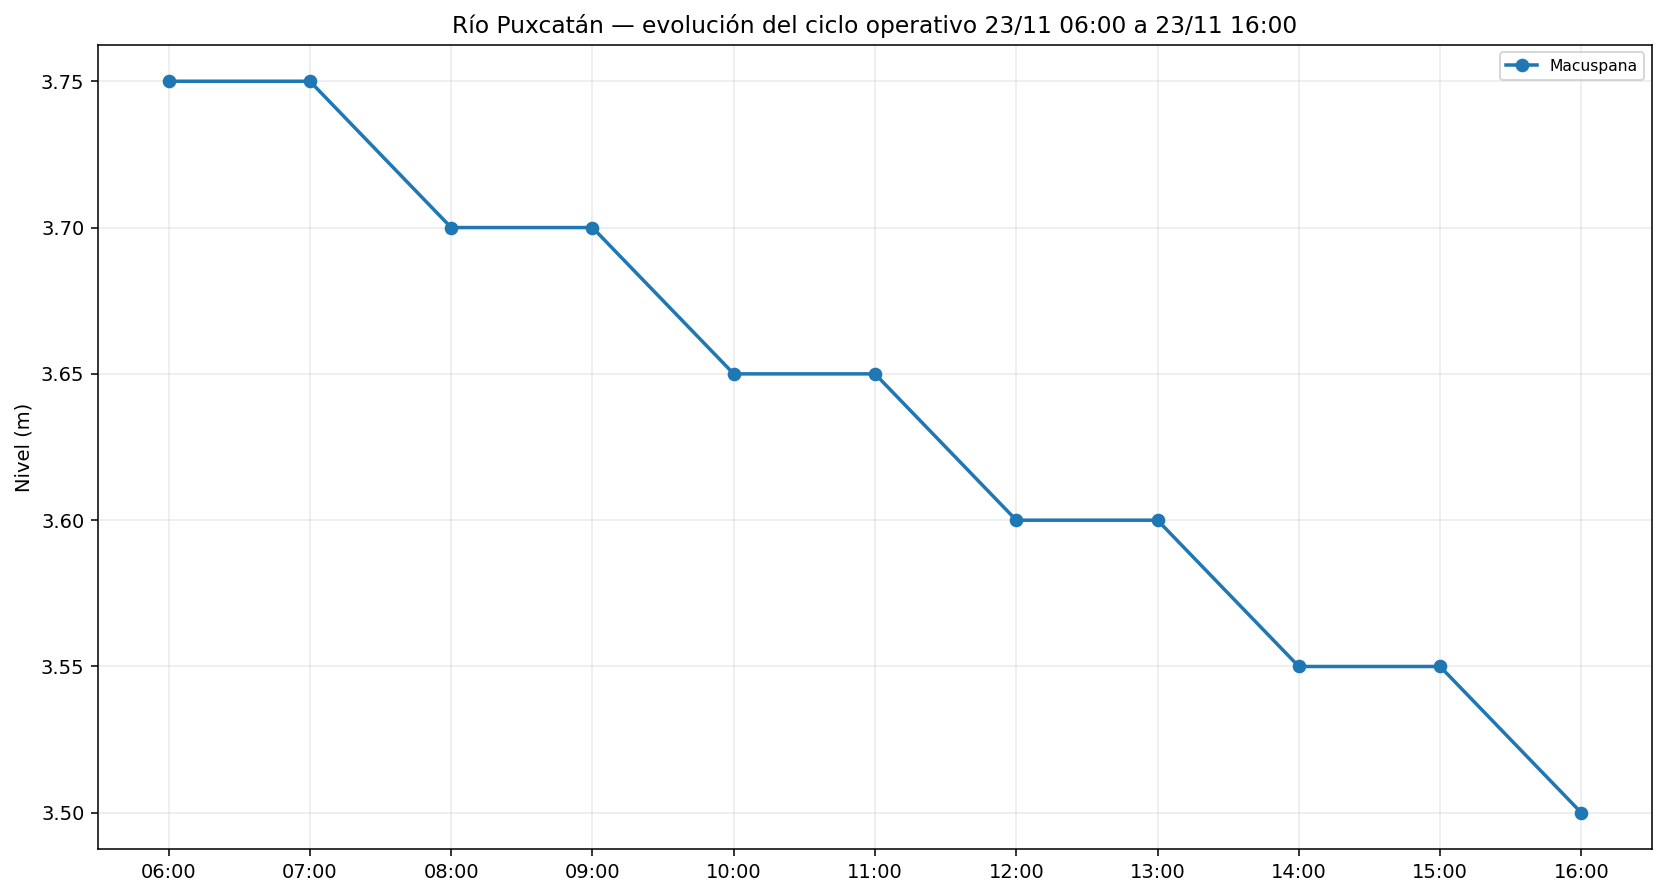 Río Puxcatán — evolución del ciclo operativo 23/11 06:00 a 23/11 16:00
Macuspana
Nivel (m)
3.75
3.70
3.65
3.60
3.55
3.50
06:00 07:00 08:00 09:00 10:00 11:00 12:00 13:00 14:00 15:00 16:00